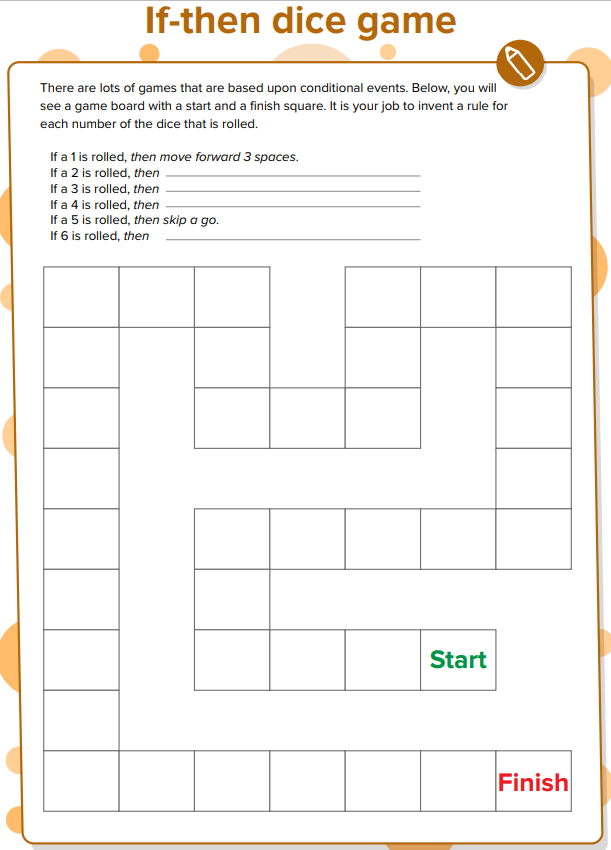 If-then dice game
There are lots of games that are based upon conditional events. Below, you will
see a game board with a start and a finish square. It is your job to invent a rule for
each number of the dice that is rolled.
If a 1 is rolled, then move forward 3 spaces.
If a 2 is rolled, then
If a 3 is rolled, then
If a 4 is rolled, then
If a 5 is rolled, then skip a go.
If 6 is rolled, then
Start
Finish